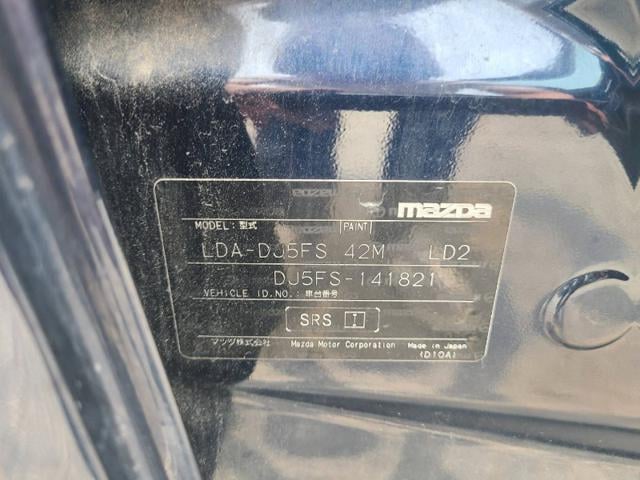 mazda
MODEL: 型式 PAINT
LDA-DJ5FS 42M LD2
DJ5FS-141821
VEHICLE ID.NO.: 車台番号
SRS I
マツダ株式会社 Mazda Motor Corporation Made in Japan
(D10A)